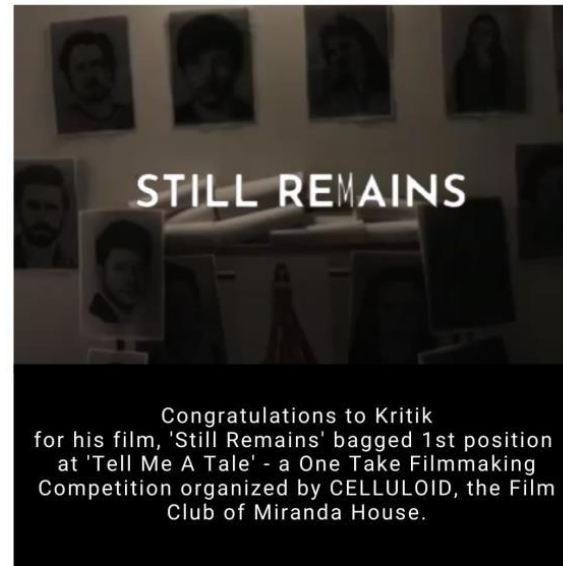 STILL REMAINS
Congratulations to Kritik
for his film, 'Still Remains' bagged 1st position
at 'Tell Me A Tale' - a One Take Filmmaking
Competition organized by CELLULOID, the Film
Club of Miranda House.